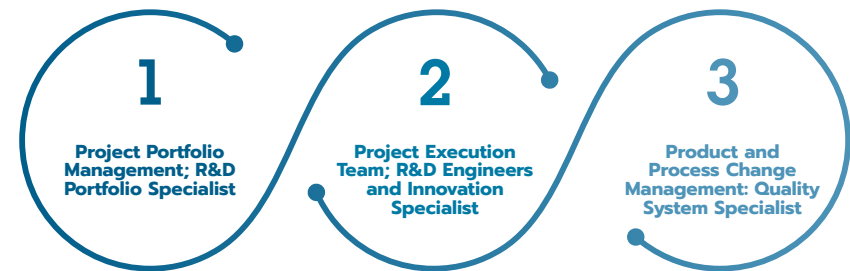 1
Project Portfolio
Management; R&D
Portfolio Specialist
2
Project Execution
Team; R&D Engineers
and Innovation
Specialist
3
Product and
Process Change
Management: Quality
System Specialist